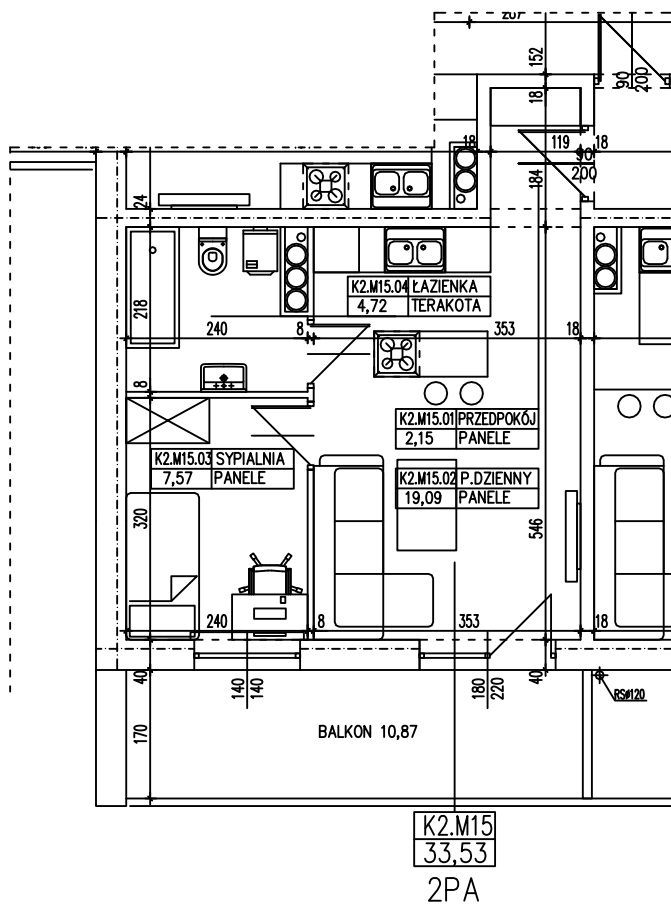 207
152
90
200
18
18
119
18
90
200
184
24
K2.M15.04 ŁAZIENKA
4,72 TERAKOTA
218
240
8
353
18
8
K2.M15.01 PRZEDPOKÓJ
2,15 PANELE
K2.M15.03 SYPIALNIA
7,57 PANELE
K2.M15.02 P.DZIENNY
19,09 PANELE
320
546
240
8
353
18
40
140
140
180
220
40
RSø120
170
BALKON 10,87
K2.M15
33,53
2PA